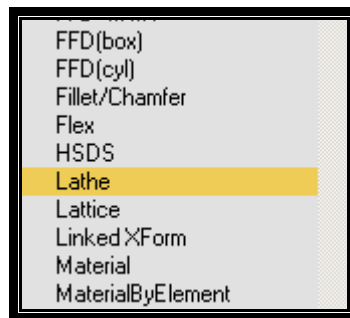 FFD(box)
FFD(cyl)
Fillet/Chamfer
Flex
HSDS
Lathe
Lattice
Linked XForm
Material
MaterialByElement